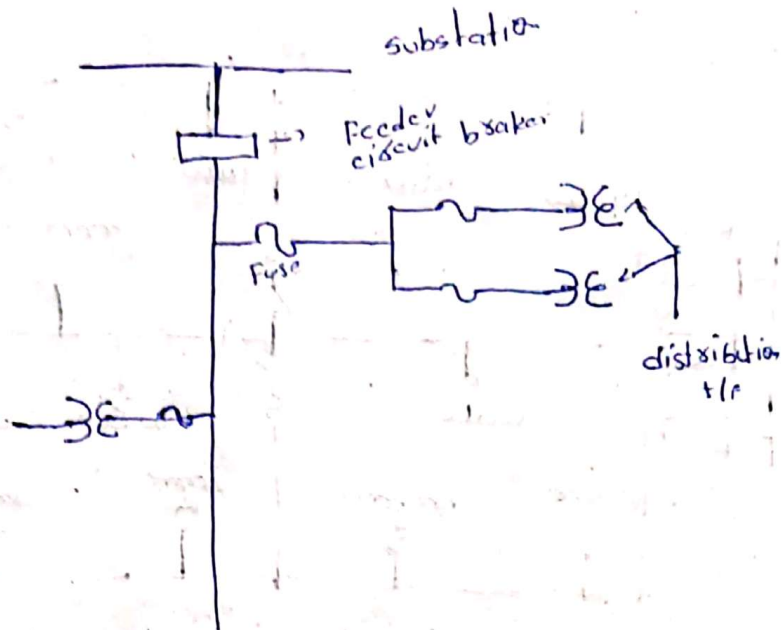 substation
Feeder
circuit braker
Fuse
distribution
t/r